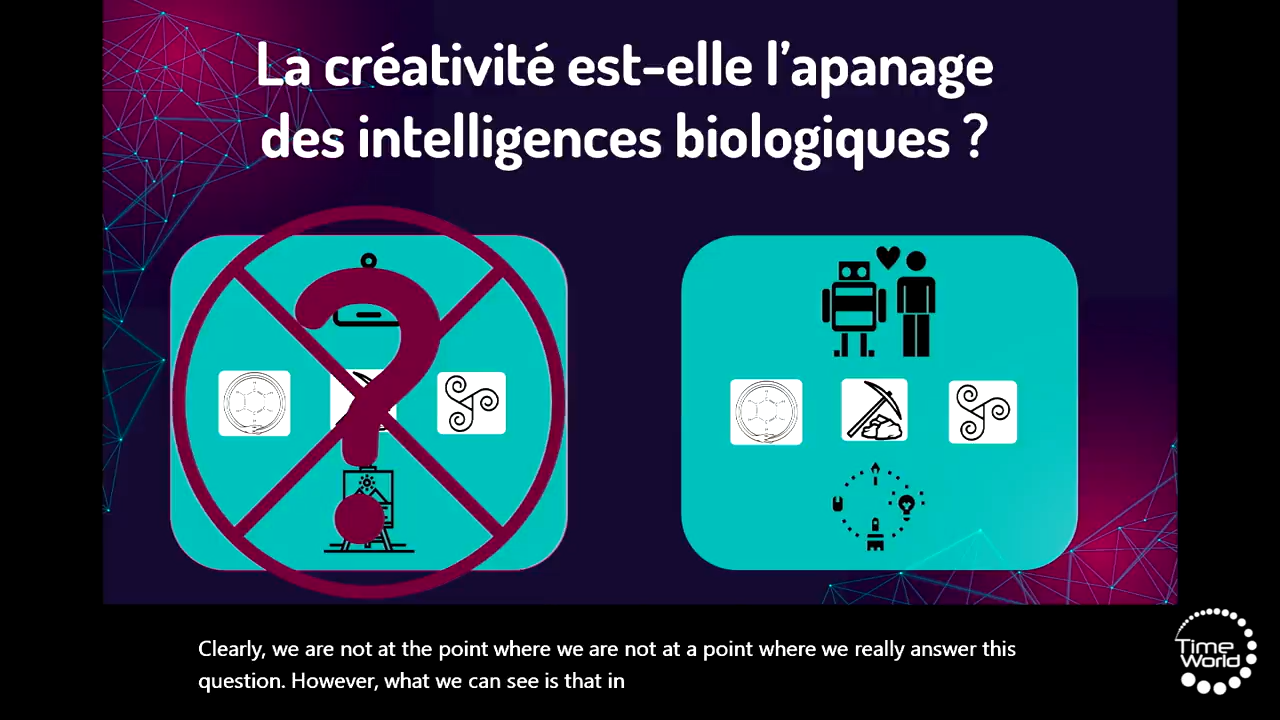 La créativité est-elle l’apanage
des intelligences biologiques ?
?
Clearly, we are not at the point where we are not at a point where we really answer this
question. However, what we can see is that in
Time
World